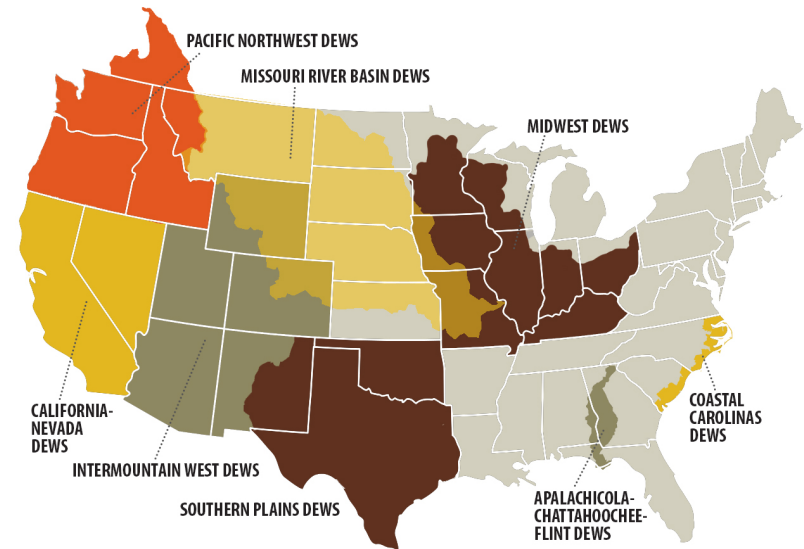 PACIFIC NORTHWEST DEWS
MISSOURI RIVER BASIN DEWS
MIDWEST DEWS
CALIFORNIA-
NEVADA
DEWS
COASTAL
CAROLINAS
DEWS
INTERMOUNTAIN WEST DEWS
SOUTHERN PLAINS DEWS
APALACHICOLA-
CHATTAHOOCHEE-
FLINT DEWS